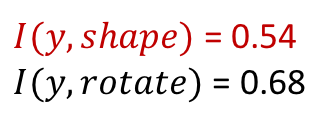 I(y, shape) = 0.54
I(y, rotate) = 0.68